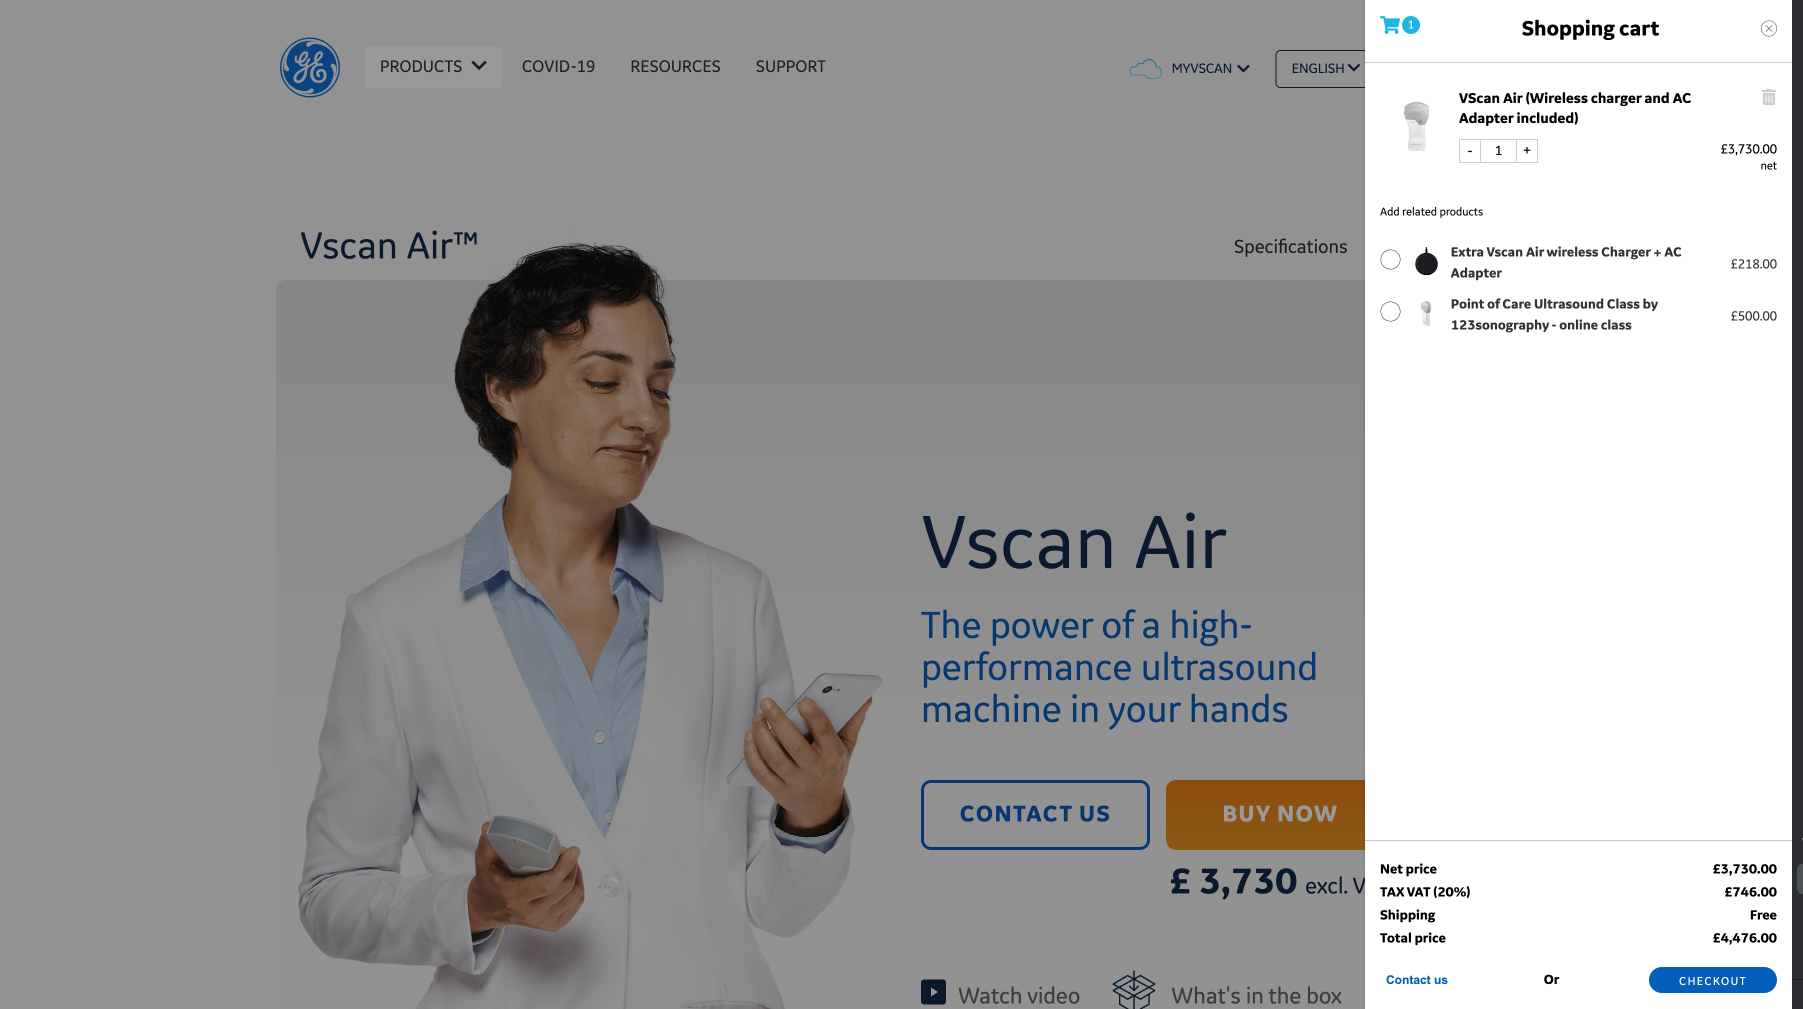 PRODUCTS
COVID-19
RESOURCES
SUPPORT
MYVSCAN
ENGLISH
Vscan Air™
Specifications
Vscan Air
The power of a high-
performance ultrasound
machine in your hands
CONTACT US
BUY NOW
£ 3,730 excl. V
Watch video
What's in the box
1
Shopping cart
VScan Air (Wireless charger and AC
Adapter included)
- 1 +
£3,730.00
net
Add related products
Extra Vscan Air wireless Charger + AC
Adapter
£218.00
Point of Care Ultrasound Class by
123sonography - online class
£500.00
Net price £3,730.00
TAX VAT (20%) £746.00
Shipping Free
Total price £4,476.00
Contact us
Or
CHECKOUT